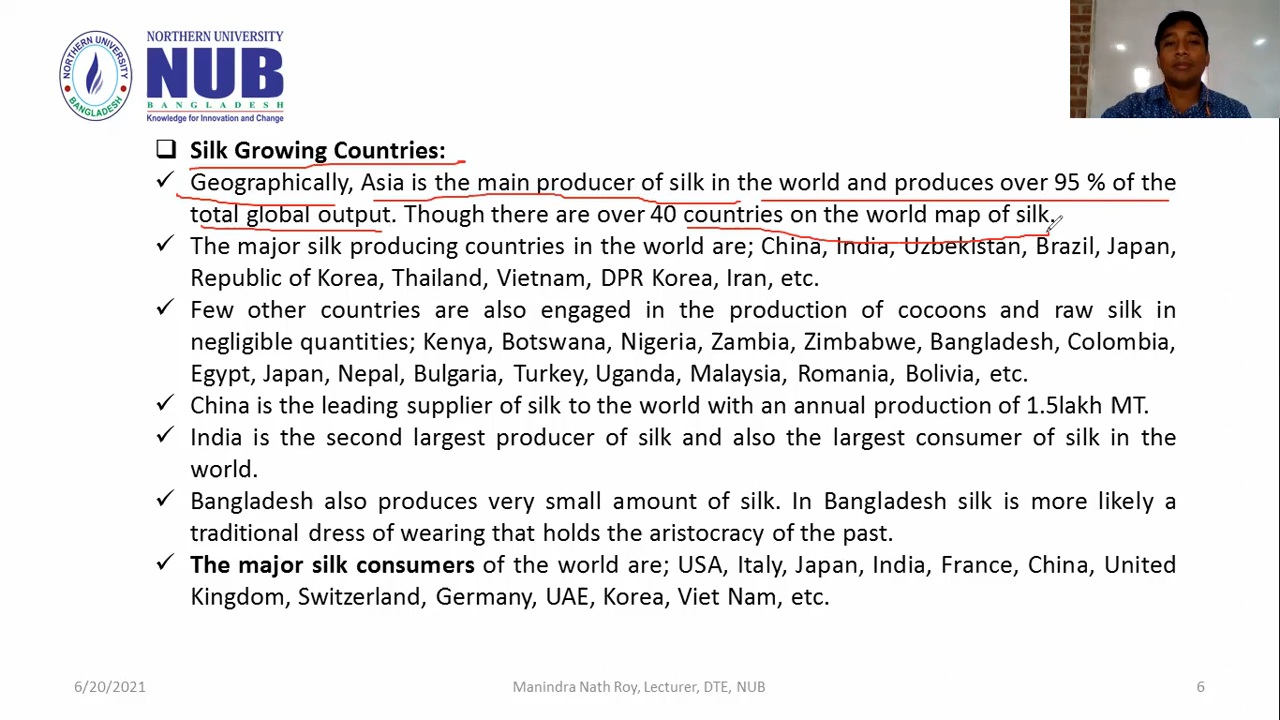 NORTHERN UNIVERSITY
NUB
BANGLADESH
Knowledge for Innovation and Change
NORTHERN UNIVERSITY
BANGLADESH
Silk Growing Countries:
Geographically, Asia is the main producer of silk in the world and produces over 95 % of the
total global output. Though there are over 40 countries on the world map of silk.
The major silk producing countries in the world are; China, India, Uzbekistan, Brazil, Japan,
Republic of Korea, Thailand, Vietnam, DPR Korea, Iran, etc.
Few other countries are also engaged in the production of cocoons and raw silk in
negligible quantities; Kenya, Botswana, Nigeria, Zambia, Zimbabwe, Bangladesh, Colombia,
Egypt, Japan, Nepal, Bulgaria, Turkey, Uganda, Malaysia, Romania, Bolivia, etc.
China is the leading supplier of silk to the world with an annual production of 1.5lakh MT.
India is the second largest producer of silk and also the largest consumer of silk in the
world.
Bangladesh also produces very small amount of silk. In Bangladesh silk is more likely a
traditional dress of wearing that holds the aristocracy of the past.
The major silk consumers of the world are; USA, Italy, Japan, India, France, China, United
Kingdom, Switzerland, Germany, UAE, Korea, Viet Nam, etc.
6/20/2021
Manindra Nath Roy, Lecturer, DTE, NUB
6